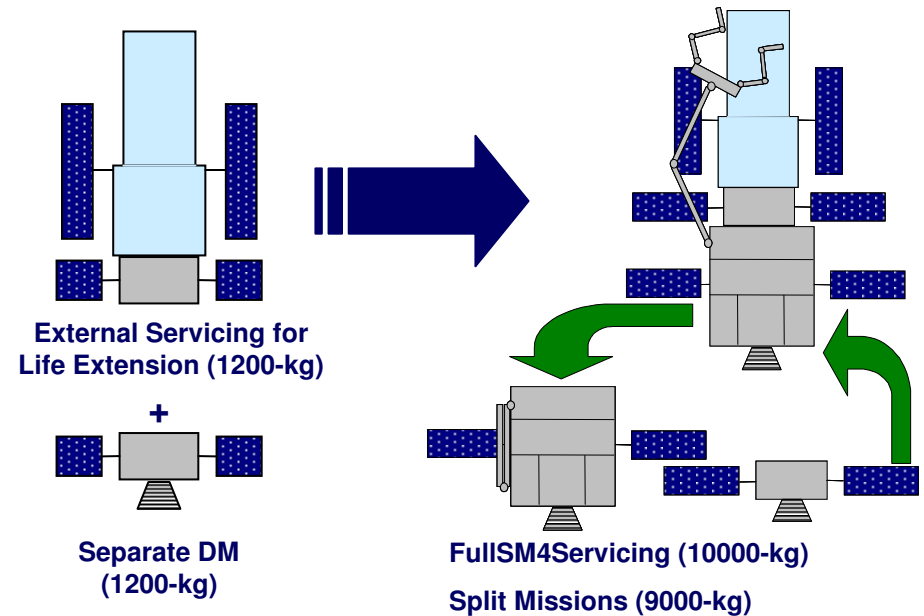 External Servicing for
Life Extension (1200-kg)
+
Separate DM
(1200-kg)
FullSM4Servicing (10000-kg)
Split Missions (9000-kg)